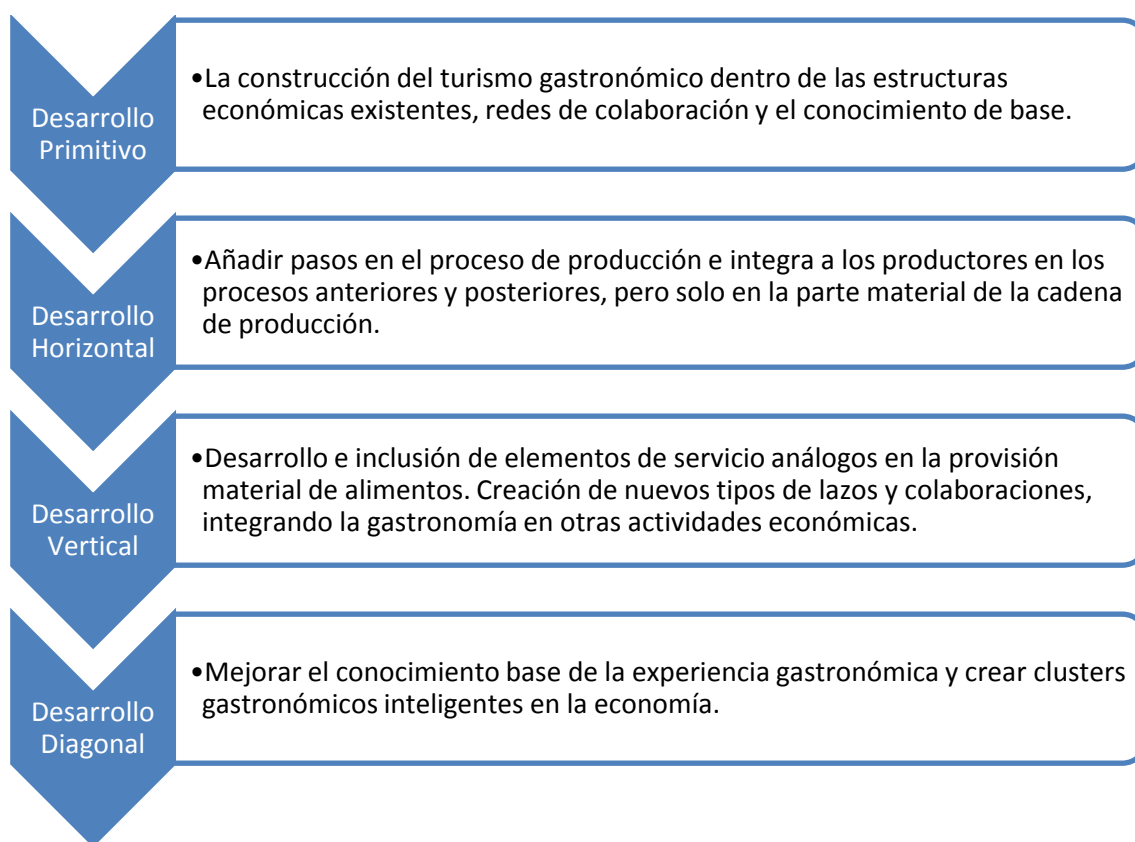 Desarrollo
Primitivo
•La construcción del turismo gastronómico dentro de las estructuras
económicas existentes, redes de colaboración y el conocimiento de base.
Desarrollo
Horizontal
•Añadir pasos en el proceso de producción e integra a los productores en los
procesos anteriores y posteriores, pero solo en la parte material de la cadena
de producción.
Desarrollo
Vertical
•Desarrollo e inclusión de elementos de servicio análogos en la provisión
material de alimentos. Creación de nuevos tipos de lazos y colaboraciones,
integrando la gastronomía en otras actividades económicas.
Desarrollo
Diagonal
•Mejorar el conocimiento base de la experiencia gastronómica y crear clusters
gastronómicos inteligentes en la economía.